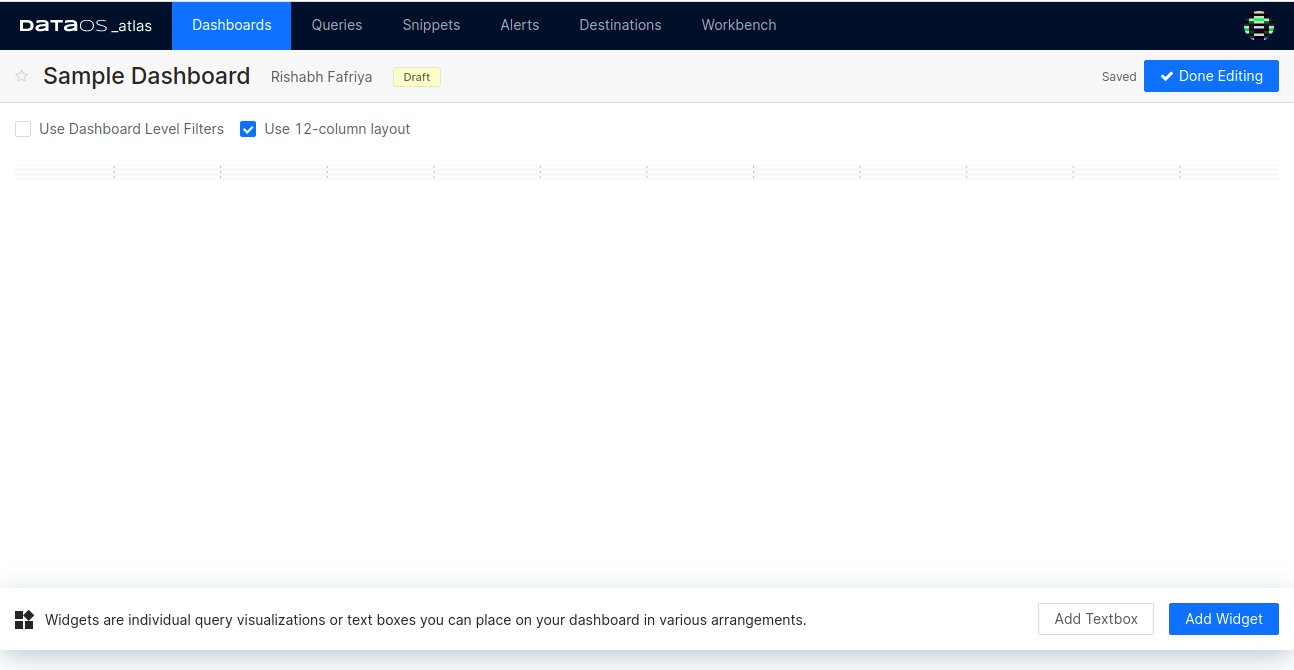 DATAOS _atlas Dashboards Queries Snippets Alerts Destinations Workbench
Sample Dashboard Rishabh Fafriya Draft Saved Done Editing
Use Dashboard Level Filters Use 12-column layout
Widgets are individual query visualizations or text boxes you can place on your dashboard in various arrangements. Add Textbox Add Widget